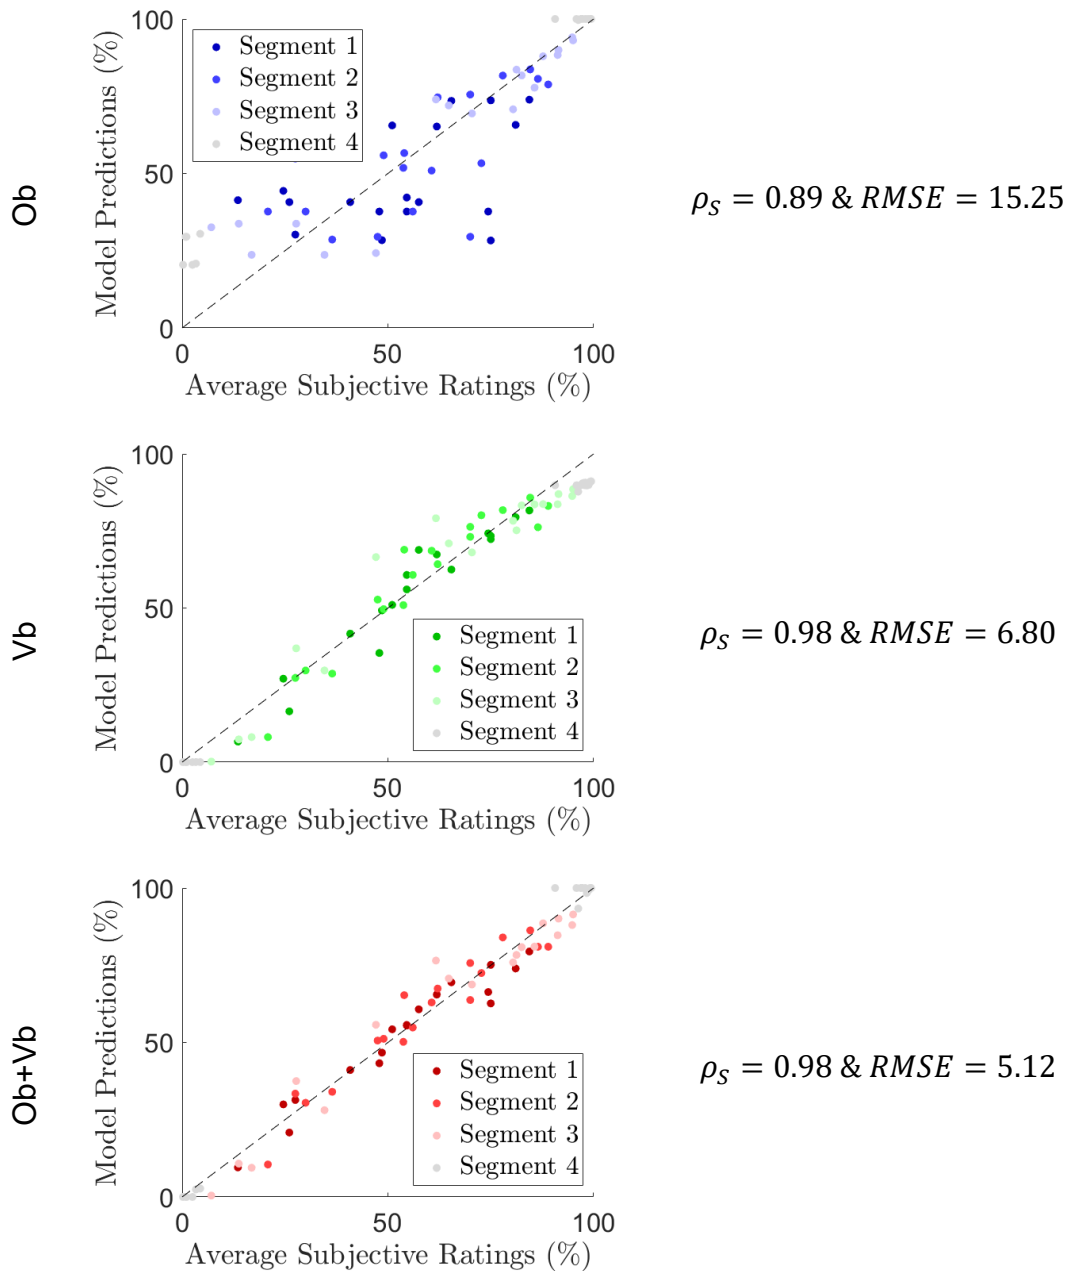 Ob
Model Predictions (%)
100
50
0
Segment 1
Segment 2
Segment 3
Segment 4
0 50 100
Average Subjective Ratings (%)
ρ_S = 0.89 & RMSE = 15.25
Vb
Model Predictions (%)
100
50
0
Segment 1
Segment 2
Segment 3
Segment 4
0 50 100
Average Subjective Ratings (%)
ρ_S = 0.98 & RMSE = 6.80
Ob+Vb
Model Predictions (%)
100
50
0
Segment 1
Segment 2
Segment 3
Segment 4
0 50 100
Average Subjective Ratings (%)
ρ_S = 0.98 & RMSE = 5.12